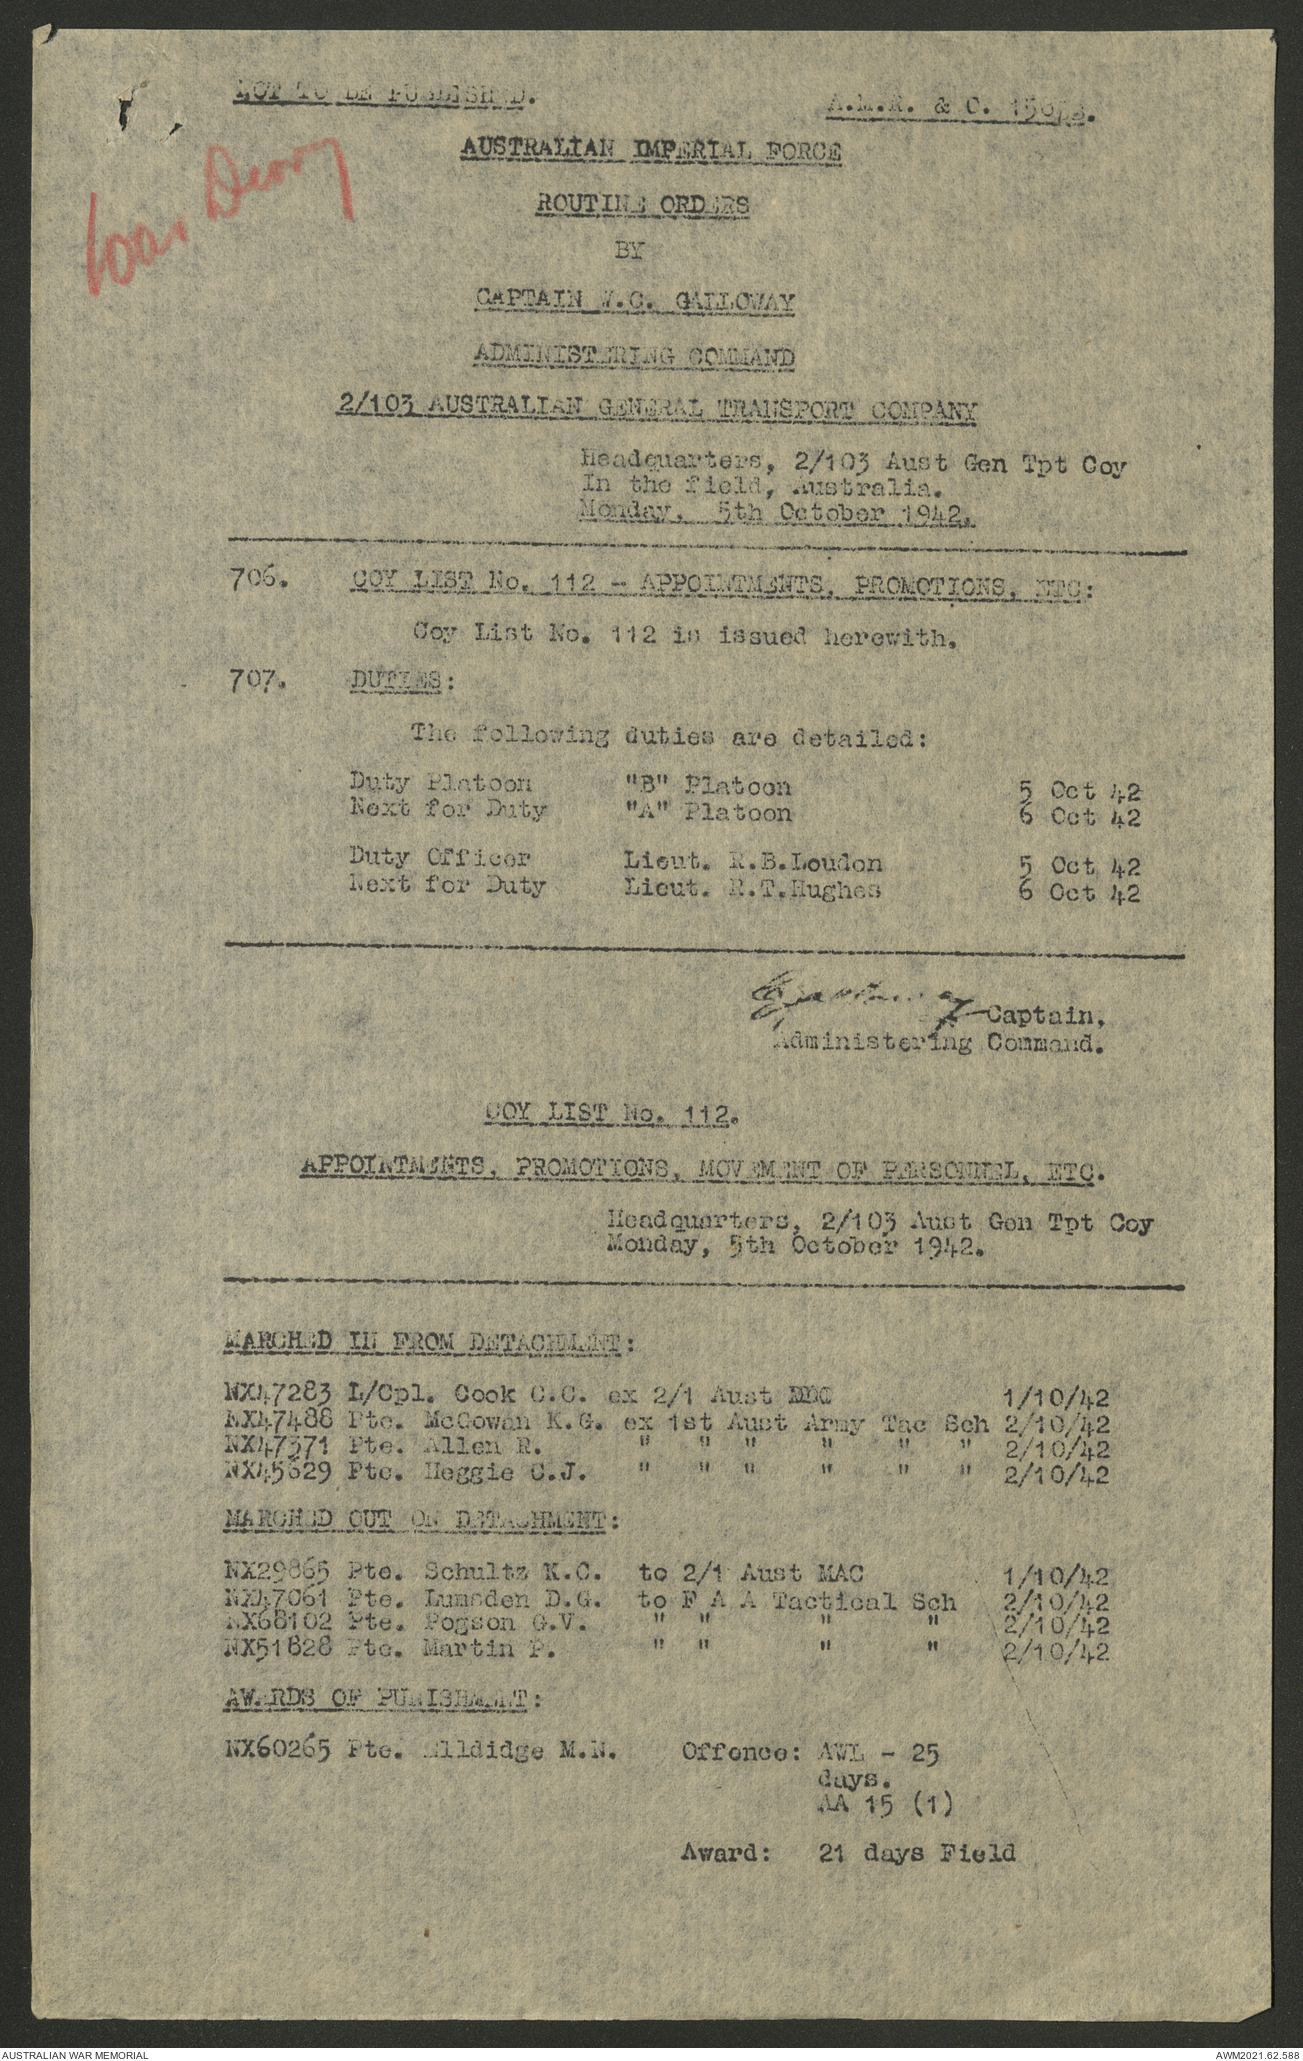 NOT TO BE PUBLISHED.
A.M.R. & O.
War Diary
AUSTRALIAN IMPERIAL FORCE
ROUTINE ORDERS
BY
CAPTAIN W.C. GALLOWAY
ADMINISTERING COMMAND
2/103 AUSTRALIAN GENERAL TRANSPORT COMPANY
Headquarters, 2/103 Aust Gen Tpt Coy
In the field, Australia.
Monday, 5th October 1942.
706. COY LIST No. 112 - APPOINTMENTS, PROMOTIONS, ETC:
Coy List No. 112 is issued herewith.
707. DUTIES:
The following duties are detailed:
Duty Platoon "B" Platoon 5 Oct 42
Next for Duty "A" Platoon 6 Oct 42
Duty Officer Lieut. R.B.Loudon 5 Oct 42
Next for Duty Lieut. R.T.Hughes 6 Oct 42
Galloway Captain,
Administering Command.
COY LIST No. 112.
APPOINTMENTS, PROMOTIONS, MOVEMENT OF PERSONNEL, ETC.
Headquarters, 2/103 Aust Gen Tpt Coy
Monday, 5th October 1942.
MARCHED IN FROM DETACHMENT:
NX47283 L/Cpl. Cook C.C. ex 2/1 Aust 1/10/42
NX47488 Pte. McGowan K.G. ex 1st Aust Army Tac Sch 2/10/42
NX47371 Pte. Allen R. " " " " " " 2/10/42
NX45629 Pte. Heggie C.J. " " " " " " 2/10/42
MARCHED OUT ON DETACHMENT:
NX29865 Pte. Schultz K.C. to 2/1 Aust MAC 1/10/42
NX47061 Pte. Lumsden D.G. to F A A Tactical Sch 2/10/42
NX68102 Pte. Pogson G.V. " " " " 2/10/42
NX51828 Pte. Martin P. " " " " 2/10/42
AWARDS OF PUNISHMENT:
NX60265 Pte. Elldidge M.N. Offence: AWL - 25
days.
AA 15 (1)
Award: 21 days Field
AUSTRALIAN WAR MEMORIAL
AWM2021.62.588